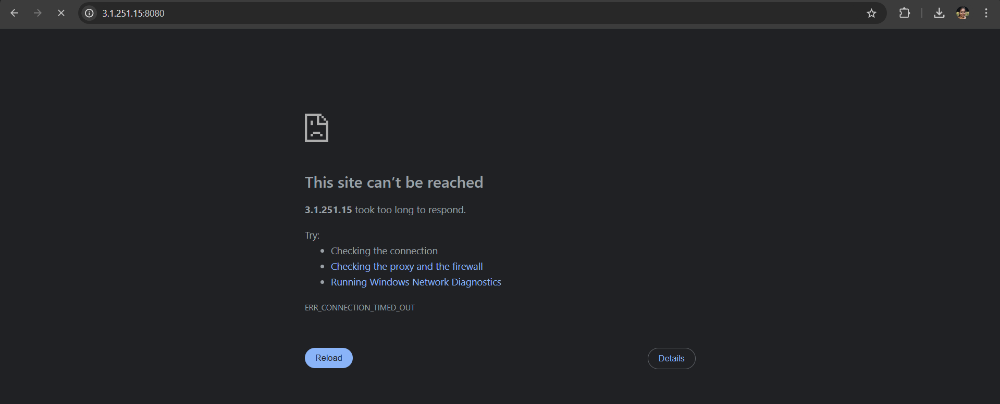 3.1.251.15:8080
This site can’t be reached
3.1.251.15 took too long to respond.
Try:
Checking the connection
Checking the proxy and the firewall
Running Windows Network Diagnostics
ERR_CONNECTION_TIMED_OUT
Reload
Details